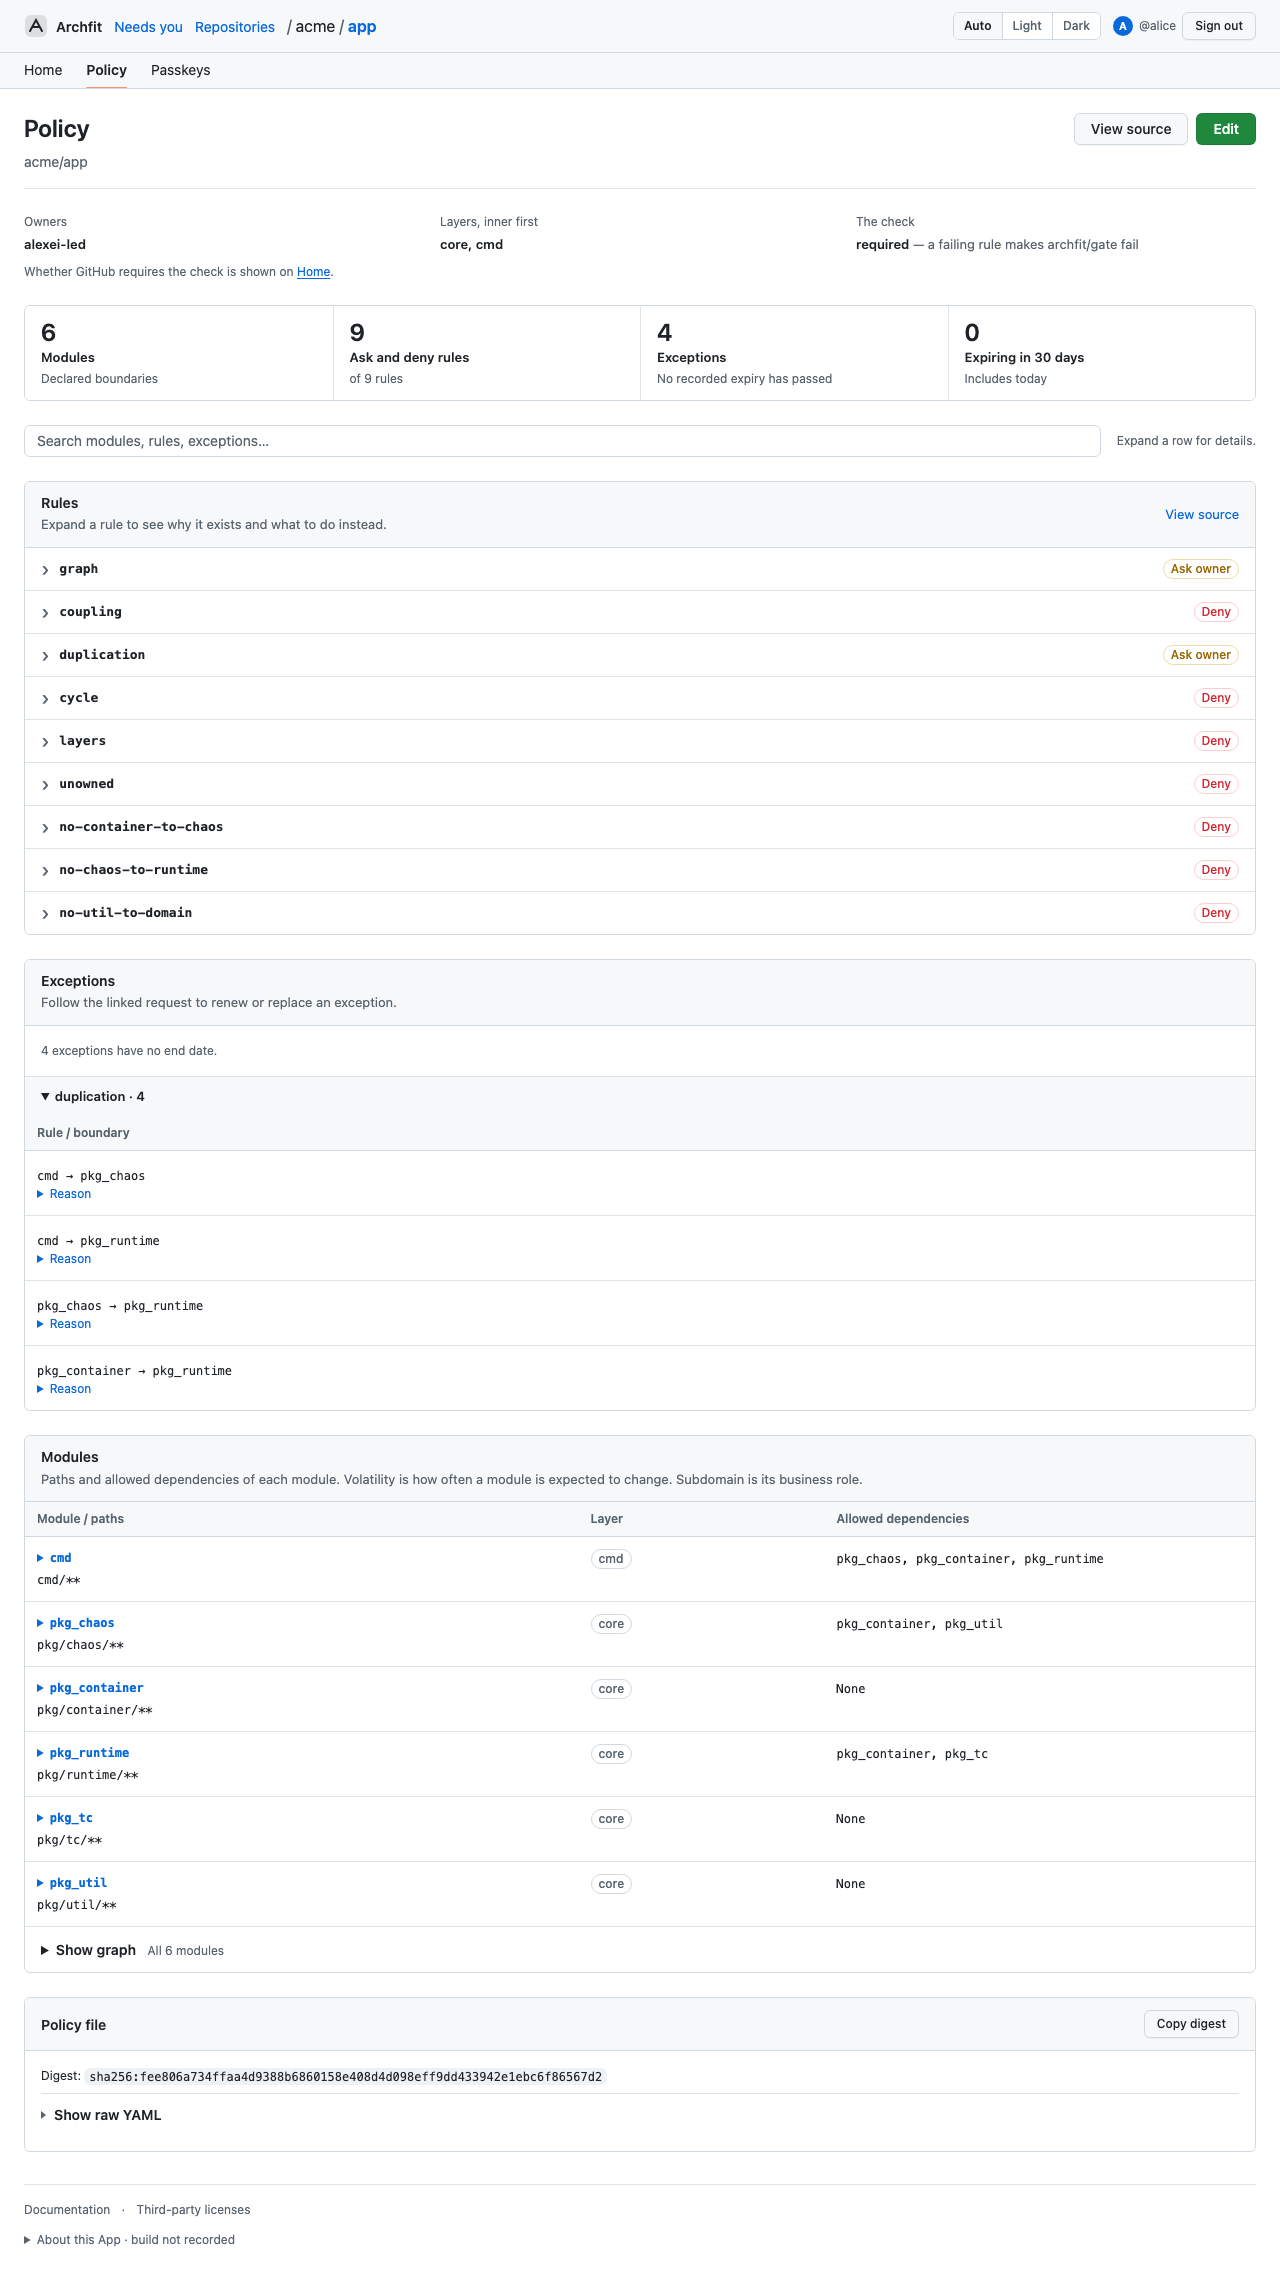 Archfit Needs you Repositories / acme / app Auto Light Dark A @alice Sign out
Home Policy Passkeys
Policy View source Edit
acme/app
Owners Layers, inner first The check
alexei-led core, cmd required — a failing rule makes archfit/gate fail
Whether GitHub requires the check is shown on Home.
6 9 4 0
Modules Ask and deny rules Exceptions Expiring in 30 days
Declared boundaries of 9 rules No recorded expiry has passed Includes today
Search modules, rules, exceptions... Expand a row for details.
Rules
Expand a rule to see why it exists and what to do instead. View source
graph Ask owner
coupling Deny
duplication Ask owner
cycle Deny
layers Deny
unowned Deny
no-container-to-chaos Deny
no-chaos-to-runtime Deny
no-util-to-domain Deny
Exceptions
Follow the linked request to renew or replace an exception.
4 exceptions have no end date.
duplication · 4
Rule / boundary
cmd → pkg_chaos
Reason
cmd → pkg_runtime
Reason
pkg_chaos → pkg_runtime
Reason
pkg_container → pkg_runtime
Reason
Modules
Paths and allowed dependencies of each module. Volatility is how often a module is expected to change. Subdomain is its business role.
Module / paths Layer Allowed dependencies
cmd cmd pkg_chaos, pkg_container, pkg_runtime
cmd/**
pkg_chaos core pkg_container, pkg_util
pkg/chaos/**
pkg_container core None
pkg/container/**
pkg_runtime core pkg_container, pkg_tc
pkg/runtime/**
pkg_tc core None
pkg/tc/**
pkg_util core None
pkg/util/**
Show graph All 6 modules
Policy file Copy digest
Digest: sha256:fee806a734ffaa4d9388b6860158e408d4d098eff9dd433942e1ebc6f86567d2
Show raw YAML
Documentation · Third-party licenses
About this App · build not recorded